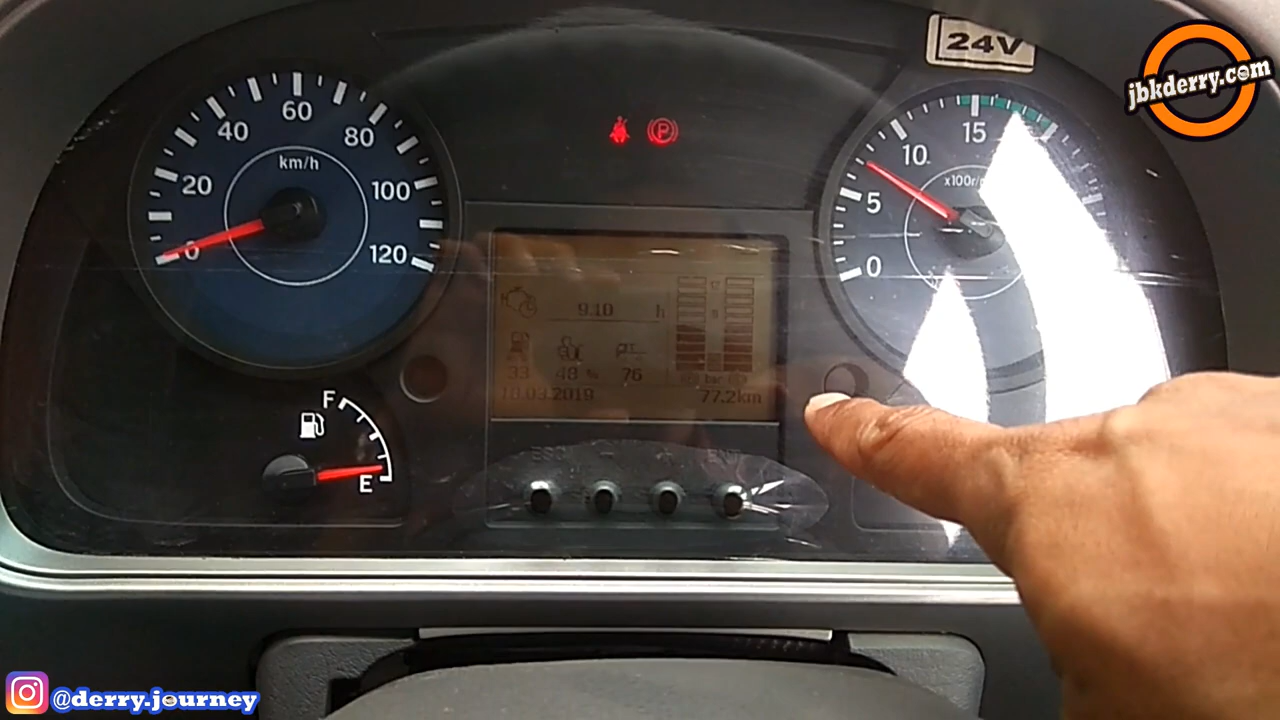 24V
jbkderry.com
60
40
80
km/h
20
100
0
120
15
10
x100r/
5
0
9.10 h
33 48 % 76
bar
18.03.2019 77.2km
F
E
ESC - +
@derry.journey